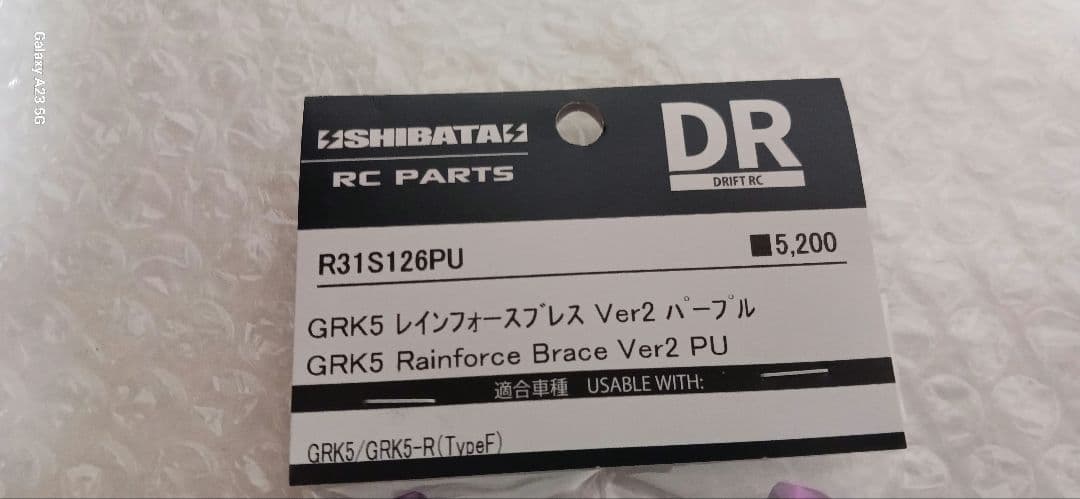 SHIBATA
RC PARTS
DR
DRIFT RC
R31S126PU
■5,200
GRK5 レインフォースブレス Ver2 パープル
GRK5 Rainforce Brace Ver2 PU
適合車種 USABLE WITH:
GRK5/GRK5-R(TypeF)
Galaxy A23 5G